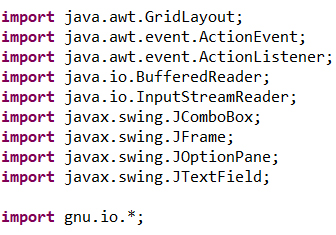 import java.awt.GridLayout;
import java.awt.event.ActionEvent;
import java.awt.event.ActionListener;
import java.io.BufferedReader;
import java.io.InputStreamReader;
import javax.swing.JComboBox;
import javax.swing.JFrame;
import javax.swing.JOptionPane;
import javax.swing.JTextField;

import gnu.io.*;